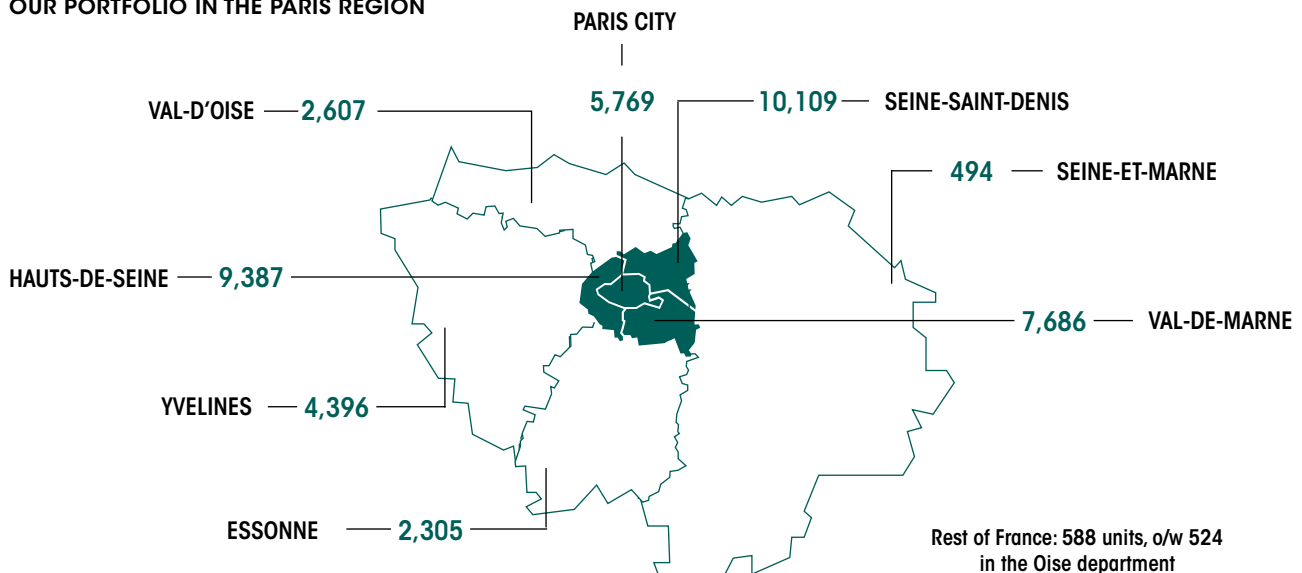 OUR PORTFOLIO IN THE PARIS REGION
PARIS CITY
5,769
VAL-D'OISE 2,607
10,109 SEINE-SAINT-DENIS
494 SEINE-ET-MARNE
HAUTS-DE-SEINE 9,387
7,686 VAL-DE-MARNE
YVELINES 4,396
ESSONNE 2,305
Rest of France: 588 units, o/w 524
in the Oise department